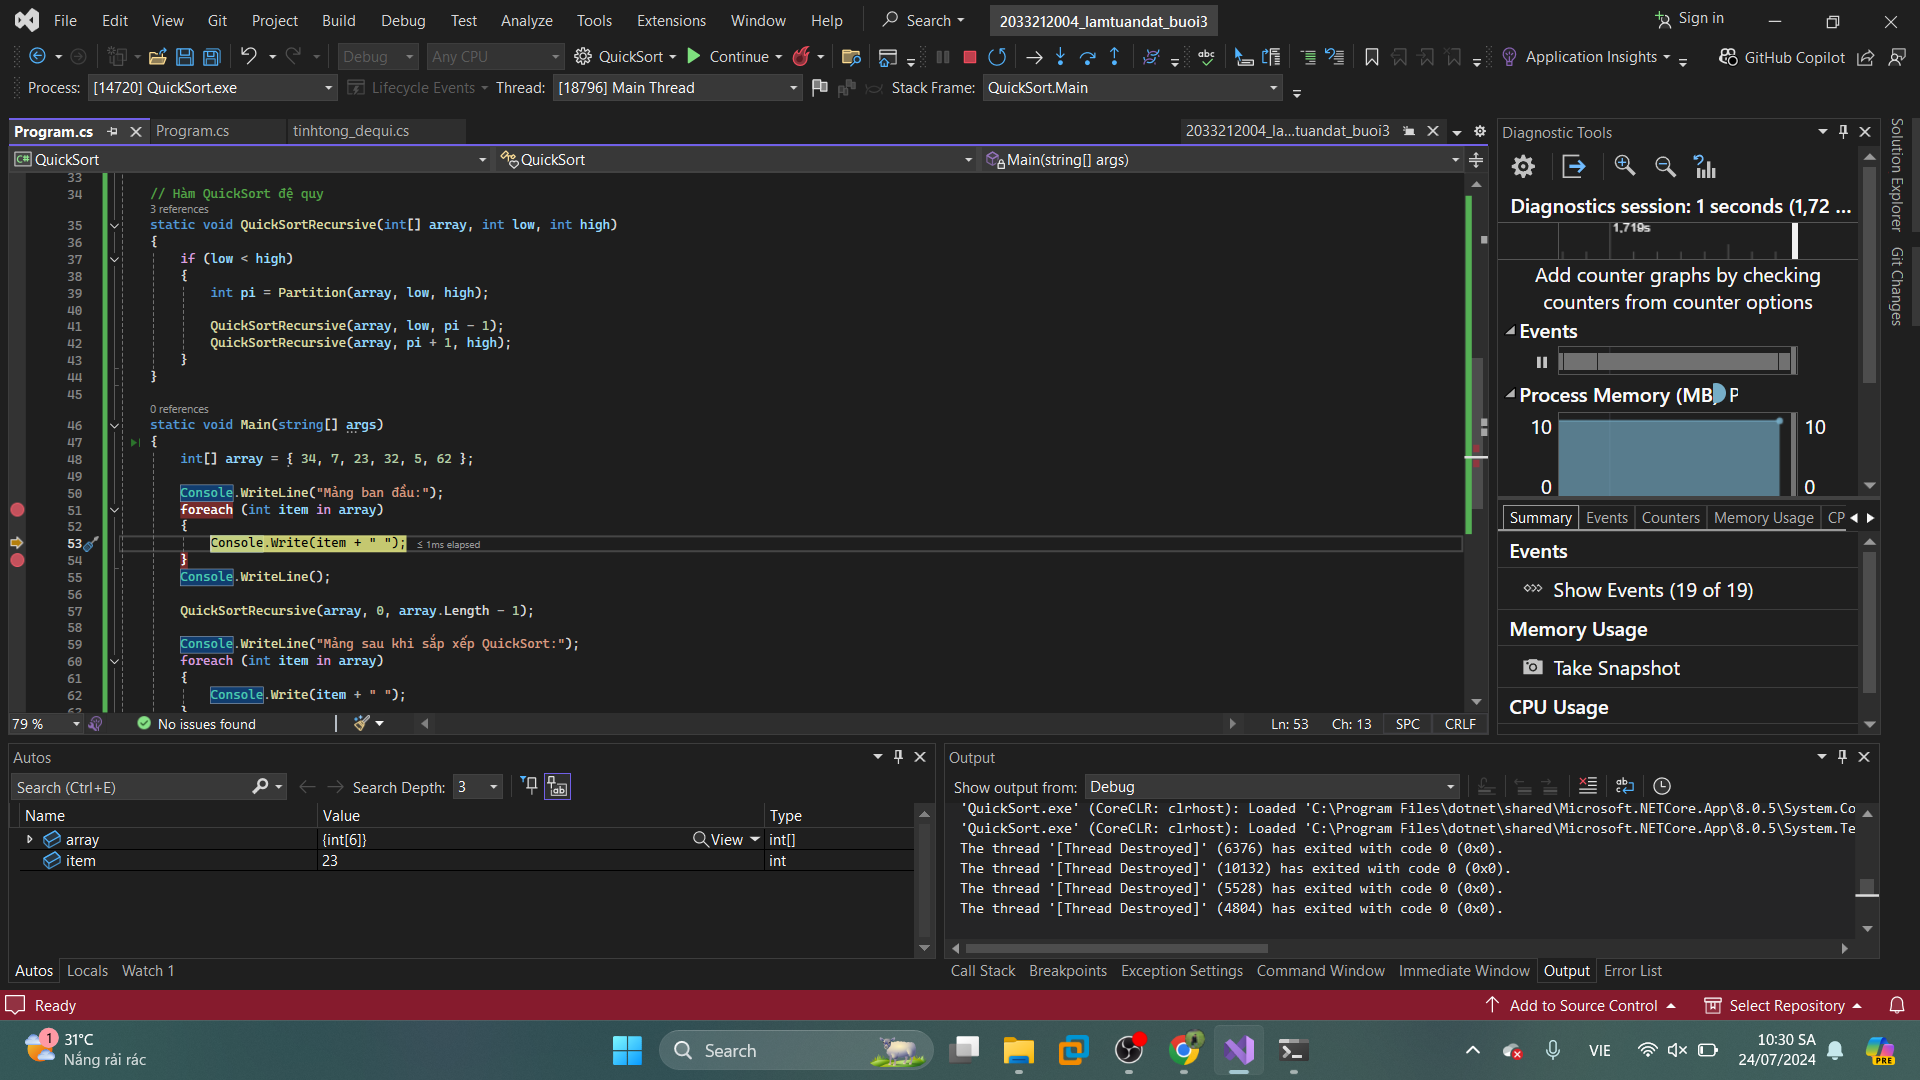 File Edit View Git Project Build Debug Test Analyze Tools Extensions Window Help Search 2033212004_lamtuandat_buoi3 Sign in
Debug Any CPU QuickSort Continue Application Insights GitHub Copilot
Process: [14720] QuickSort.exe Lifecycle Events Thread: [18796] Main Thread Stack Frame: QuickSort.Main
Program.cs Program.cs tinhtong_dequi.cs 2033212004_la...tuandat_buoi3
QuickSort QuickSort Main(string[] args)
33
34 // Hàm QuickSort đệ quy
3 references
35 static void QuickSortRecursive(int[] array, int low, int high)
36 {
37 if (low < high)
38 {
39 int pi = Partition(array, low, high);
40
41 QuickSortRecursive(array, low, pi - 1);
42 QuickSortRecursive(array, pi + 1, high);
43 }
44 }
45
0 references
46 static void Main(string[] args)
47 {
48 int[] array = { 34, 7, 23, 32, 5, 62 };
49
50 Console.WriteLine("Mảng ban đầu:");
51 foreach (int item in array)
52 {
53 Console.Write(item + " "); ≤ 1ms elapsed
54 }
55 Console.WriteLine();
56
57 QuickSortRecursive(array, 0, array.Length - 1);
58
59 Console.WriteLine("Mảng sau khi sắp xếp QuickSort:");
60 foreach (int item in array)
61 {
62 Console.Write(item + " ");
79 % No issues found Ln: 53 Ch: 13 SPC CRLF
Diagnostic Tools
Diagnostics session: 1 seconds (1,72 ...
1,719s
Add counter graphs by checking
counters from counter options
Events
Process Memory (MB) P
10 10
0 0
Summary Events Counters Memory Usage CP
Events
Show Events (19 of 19)
Memory Usage
Take Snapshot
CPU Usage
Solution Explorer
Git Changes
Autos
Search (Ctrl+E) Search Depth: 3
Name Value Type
array {int[6]} View int[]
item 23 int
Autos Locals Watch 1
Output
Show output from: Debug
'QuickSort.exe' (CoreCLR: clrhost): Loaded 'C:\Program Files\dotnet\shared\Microsoft.NETCore.App\8.0.5\System.Co
'QuickSort.exe' (CoreCLR: clrhost): Loaded 'C:\Program Files\dotnet\shared\Microsoft.NETCore.App\8.0.5\System.Te
The thread '[Thread Destroyed]' (6376) has exited with code 0 (0x0).
The thread '[Thread Destroyed]' (10132) has exited with code 0 (0x0).
The thread '[Thread Destroyed]' (5528) has exited with code 0 (0x0).
The thread '[Thread Destroyed]' (4804) has exited with code 0 (0x0).
Call Stack Breakpoints Exception Settings Command Window Immediate Window Output Error List
Ready Add to Source Control Select Repository
1 31°C
Nắng rải rác
Search
VIE
10:30 SA
24/07/2024
PRE